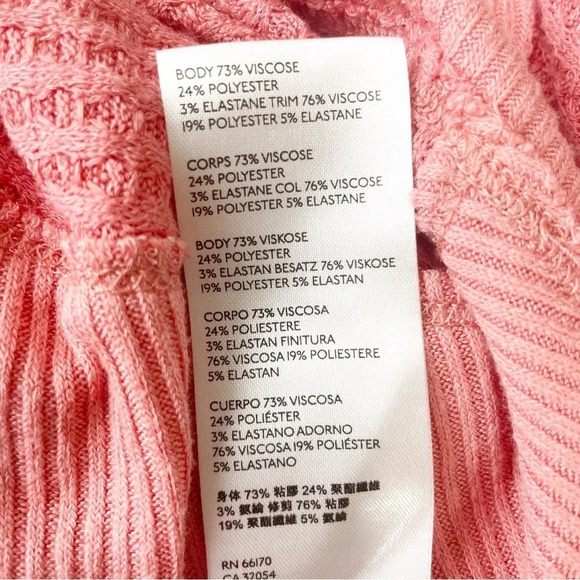 BODY 73% VISCOSE
24% POLYESTER
3% ELASTANE TRIM 76% VISCOSE
19% POLYESTER 5% ELASTANE
CORPS 73% VISCOSE
24% POLYESTER
3% ELASTANE COL 76% VISCOSE
19% POLYESTER 5% ELASTANE
BODY 73% VISKOSE
24% POLYESTER
3% ELASTAN BESATZ 76% VISKOSE
19% POLYESTER 5% ELASTAN
CORPO 73% VISCOSA
24% POLIESTERE
3% ELASTAN FINITURA
76% VISCOSA 19% POLIESTERE
5% ELASTAN
CUERPO 73% VISCOSA
24% POLIÉSTER
3% ELASTANO ADORNO
76% VISCOSA 19% POLIÉSTER
5% ELASTANO
身体 73% 粘膠 24% 聚酯纖維
3% 氨綸 修剪 76% 粘膠
19% 聚酯纖維 5% 氨綸
RN 66170
CA 32054